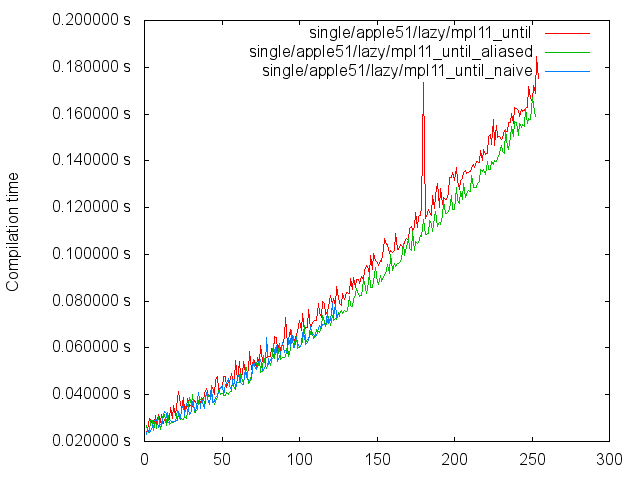 0.200000 s
single/apple51/lazy/mpl11_until
single/apple51/lazy/mpl11_until_aliased
0.180000 s
single/apple51/lazy/mpl11_until_naive
0.160000 s
0.140000 s
0.120000 s
0.100000 s
0.080000 s
0.060000 s
0.040000 s
0.020000 s
Compilation time
0 50 100 150 200 250 300